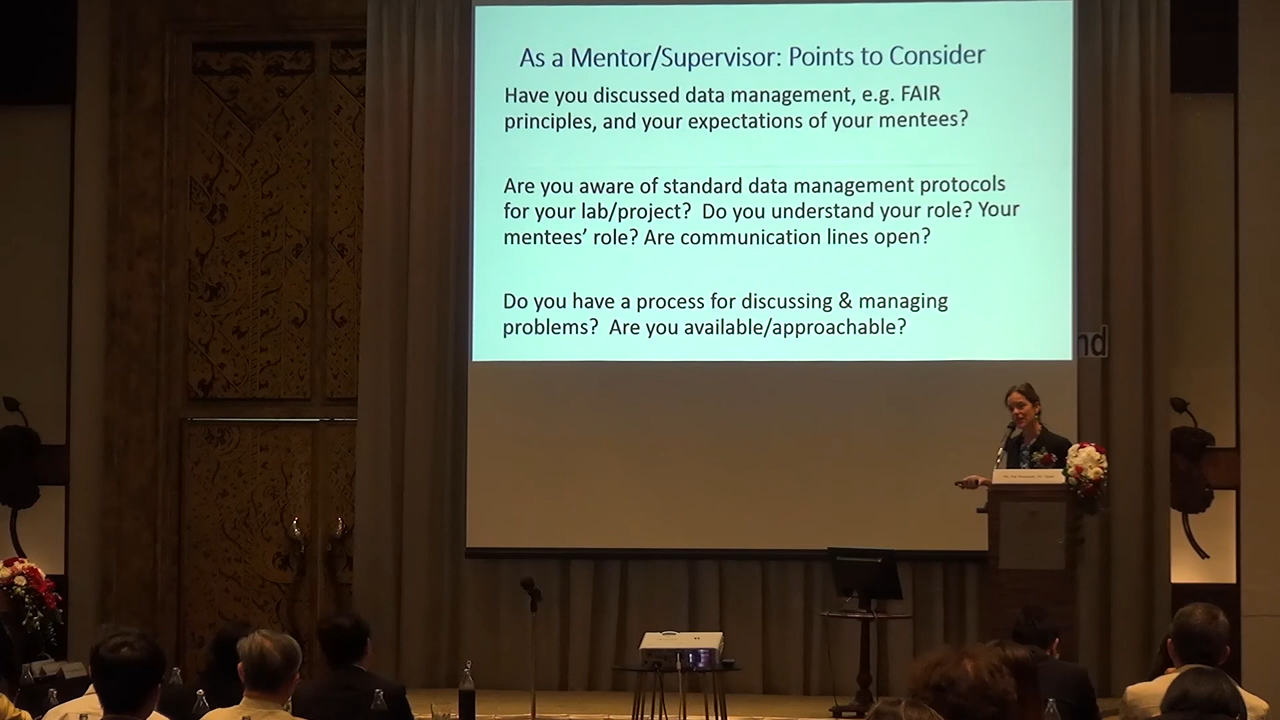 As a Mentor/Supervisor: Points to Consider
Have you discussed data management, e.g. FAIR
principles, and your expectations of your mentees?
Are you aware of standard data management protocols
for your lab/project? Do you understand your role? Your
mentees’ role? Are communication lines open?
Do you have a process for discussing & managing
problems? Are you available/approachable?
nd